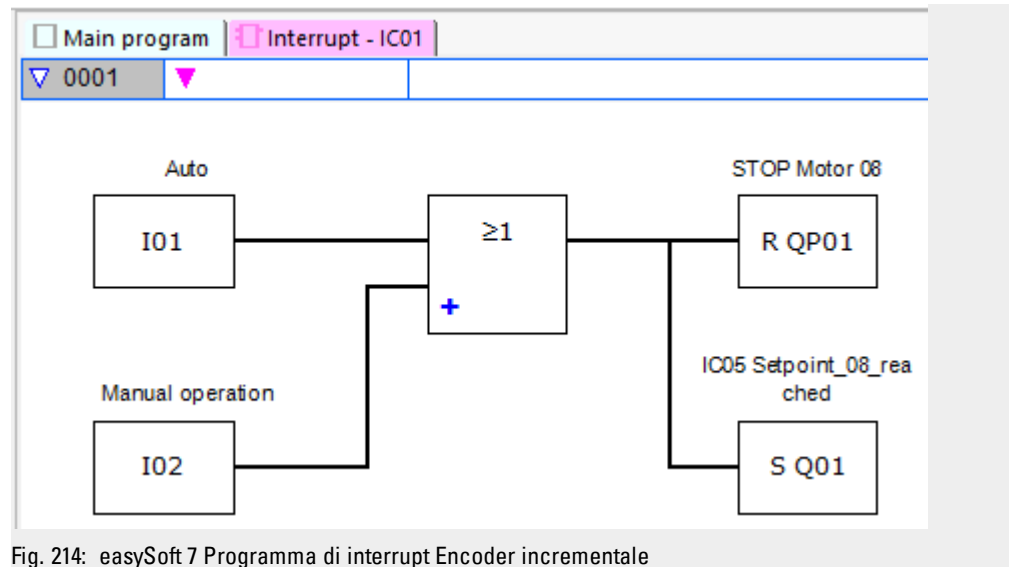 Main program Interrupt - IC01
0001
Auto
STOP Motor 08
I01
≥1
R QP01
+
IC05 Setpoint_08_rea
ched
Manual operation
I02
S Q01
Fig. 214: easySoft 7 Programma di interrupt Encoder incrementale